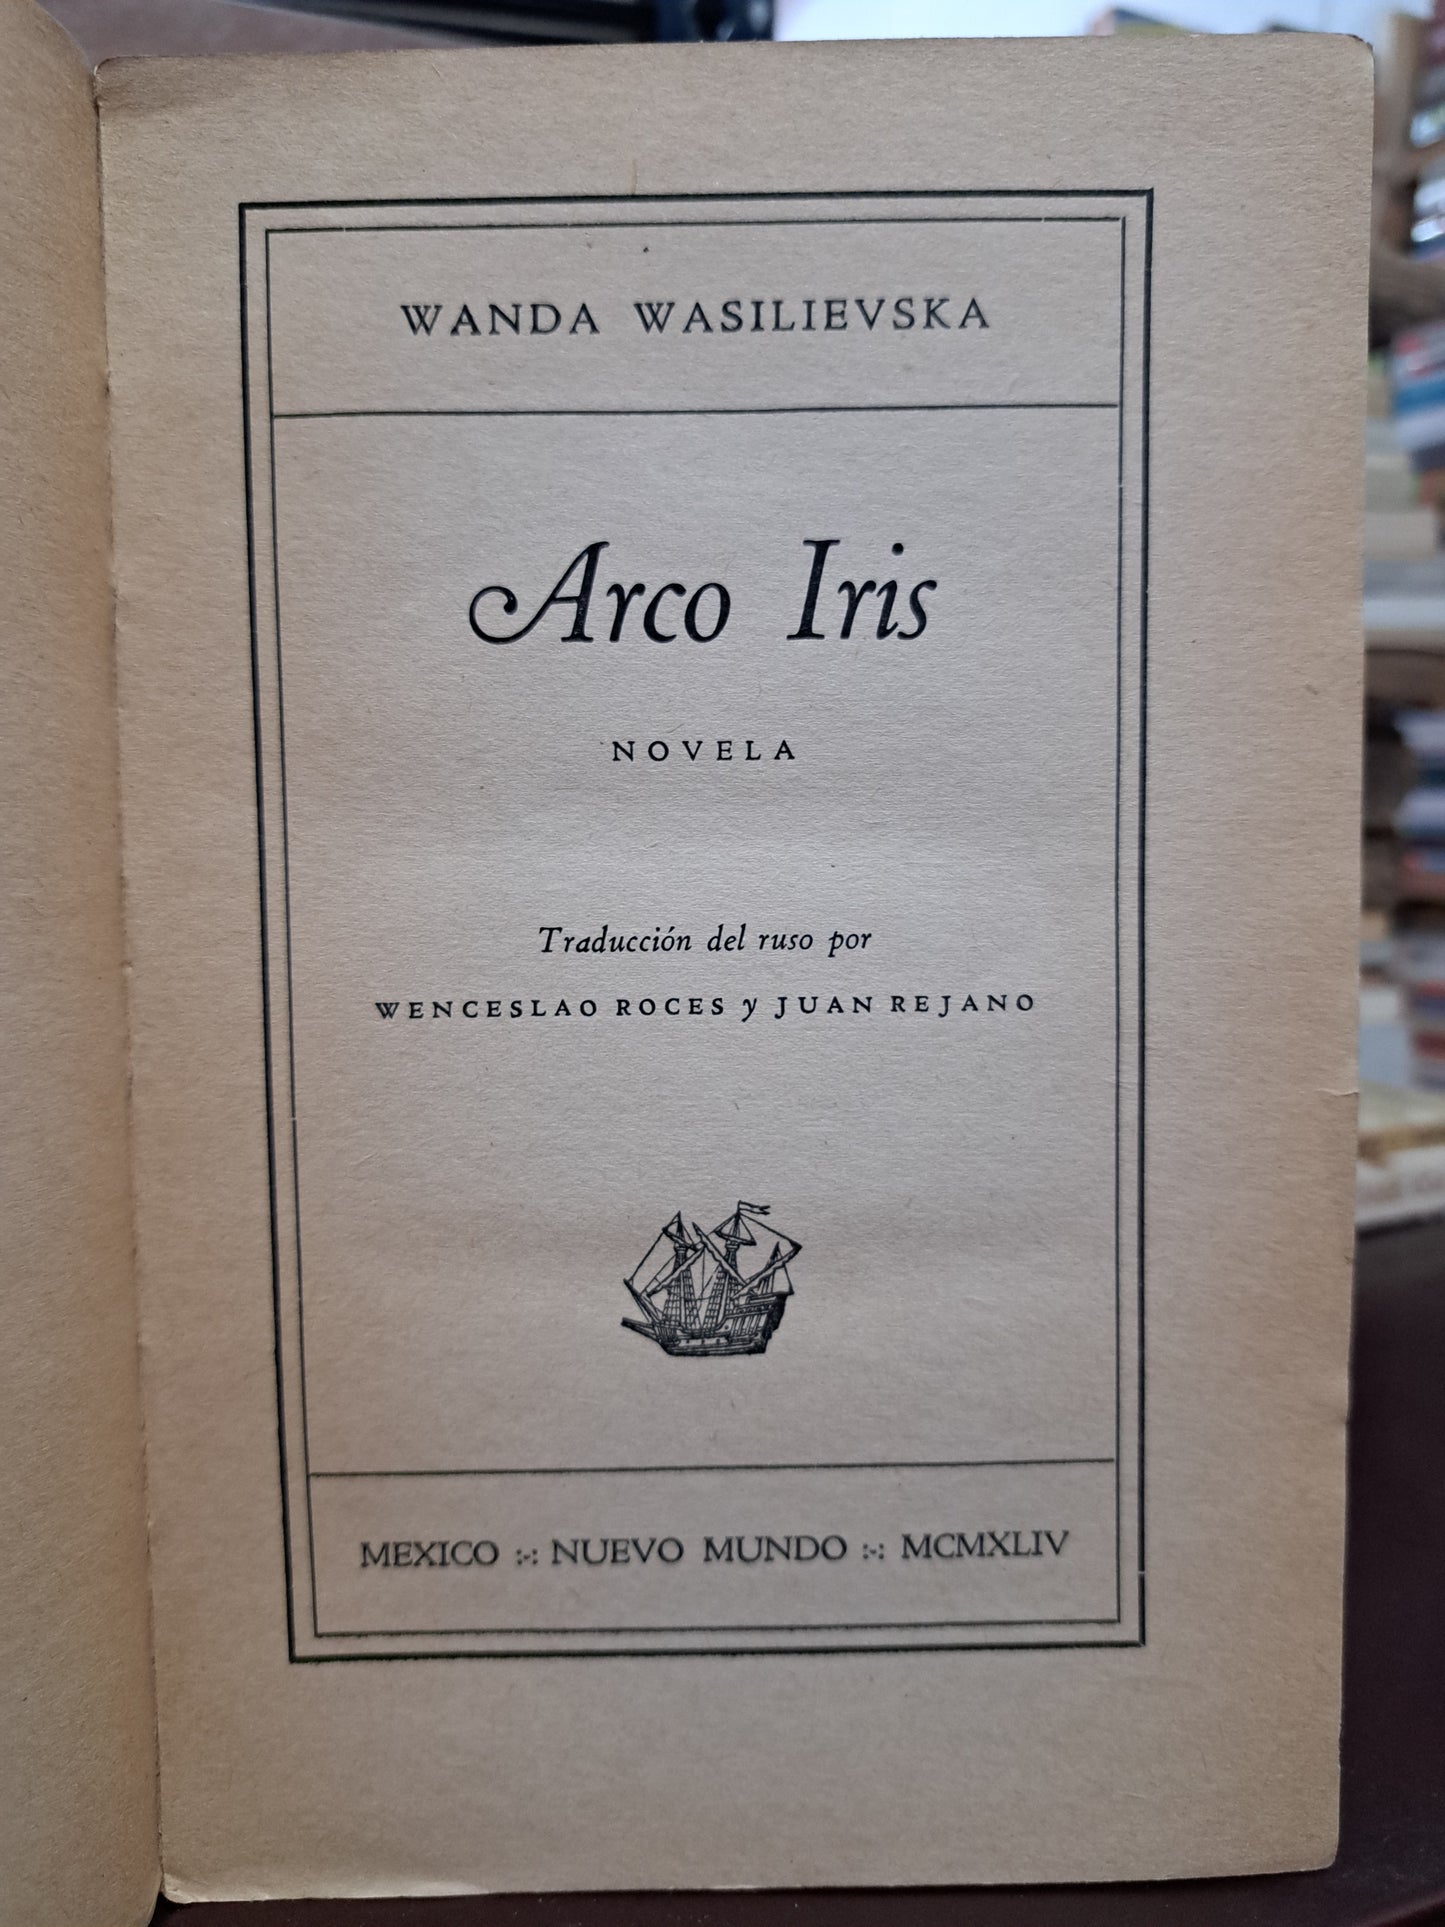 WANDA WASILIEVSKA
Arco Iris
NOVELA
Traducción del ruso por
WENCESLAO ROCES y JUAN REJANO
MEXICO :-: NUEVO MUNDO :-: MCMXLIV